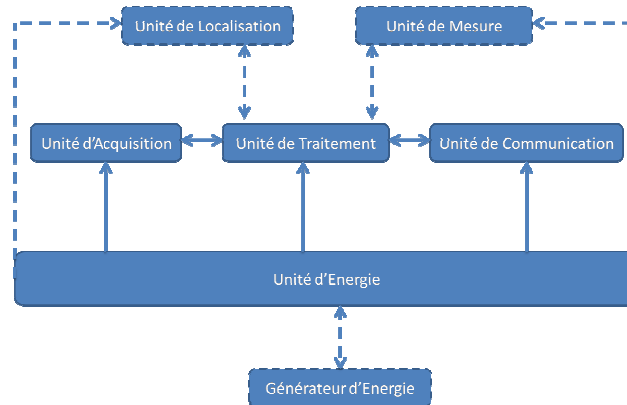 Unité de Localisation
Unité de Mesure
Unité d'Acquisition
Unité de Traitement
Unité de Communication
Unité d'Energie
Générateur d'Energie